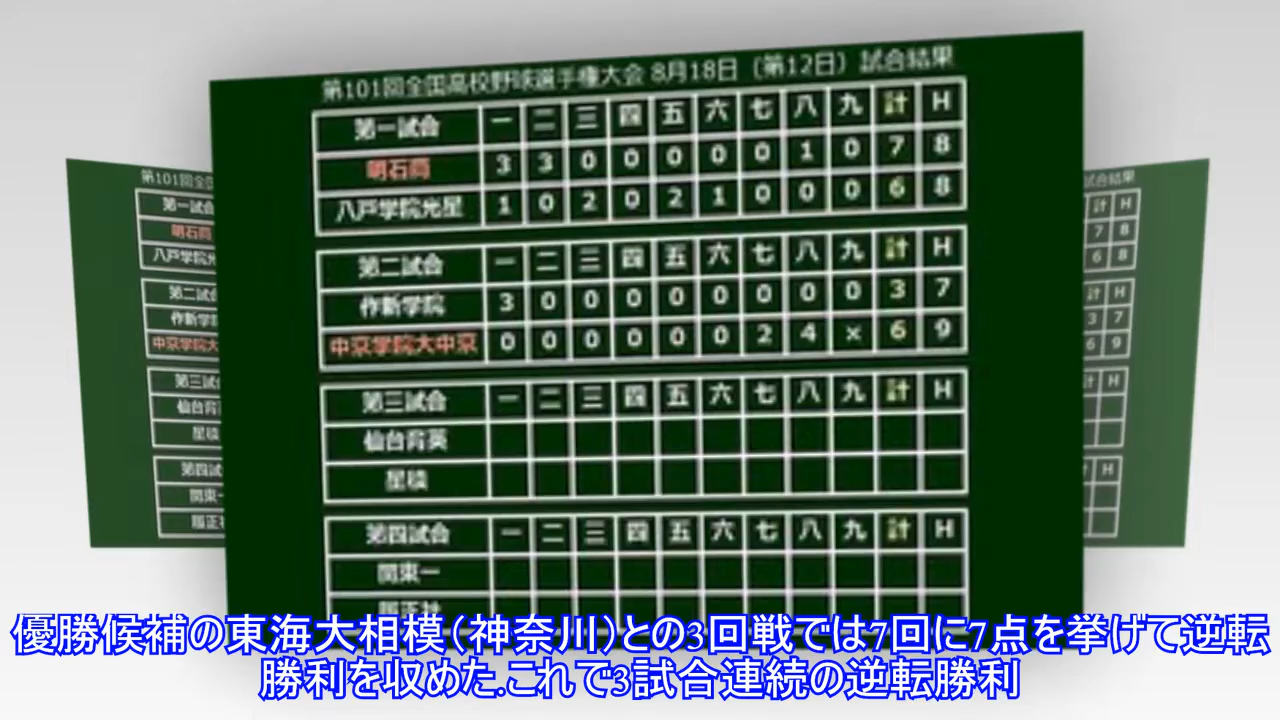 第101回全国高校野球選手権大会 8月18日（第12日）試合結果
第一試合 一 二 三 四 五 六 七 八 九 計 H
明石商 3 3 0 0 0 0 0 1 0 7 8
八戸学院光星 1 0 2 0 2 1 0 0 0 6 8
第二試合 一 二 三 四 五 六 七 八 九 計 H
作新学院 3 0 0 0 0 0 0 0 0 3 7
中京学院大中京 0 0 0 0 0 0 2 4 × 6 9
第三試合 一 二 三 四 五 六 七 八 九 計 H
仙台育英
星稜
第四試合 一 二 三 四 五 六 七 八 九 計 H
関東一
履正社
優勝候補の東海大相模（神奈川）との3回戦では7回に7点を挙げて逆転
勝利を収めた.これで3試合連続の逆転勝利